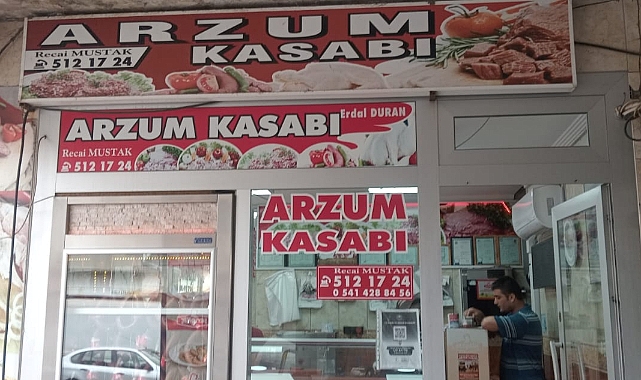 ARZUM
KASABI
Recai MUSTAK
512 17 24
ARZUM KASABI
Erdal DURAN
Recai MUSTAK
512 17 24
ARZUM
KASABI
Recai MUSTAK
512 17 24
0 541 428 84 56